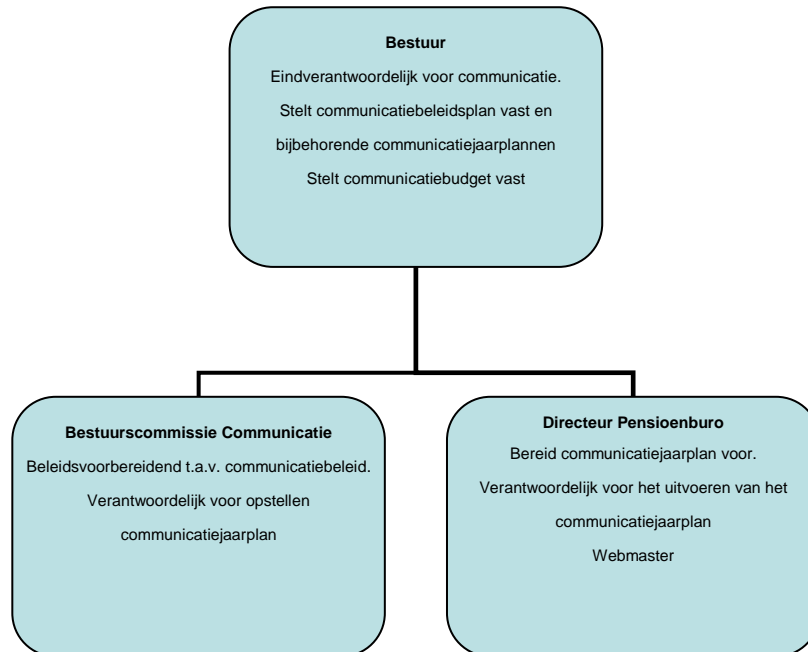 Bestuur
Eindverantwoordelijk voor communicatie.
Stelt communicatiebeleidsplan vast en
bijbehorende communicatiejaarplannen
Stelt communicatiebudget vast
Bestuurscommissie Communicatie
Beleidsvoorbereidend t.a.v. communicatiebeleid.
Verantwoordelijk voor opstellen
communicatiejaarplan
Directeur Pensioenburo
Bereid communicatiejaarplan voor.
Verantwoordelijk voor het uitvoeren van het
communicatiejaarplan
Webmaster